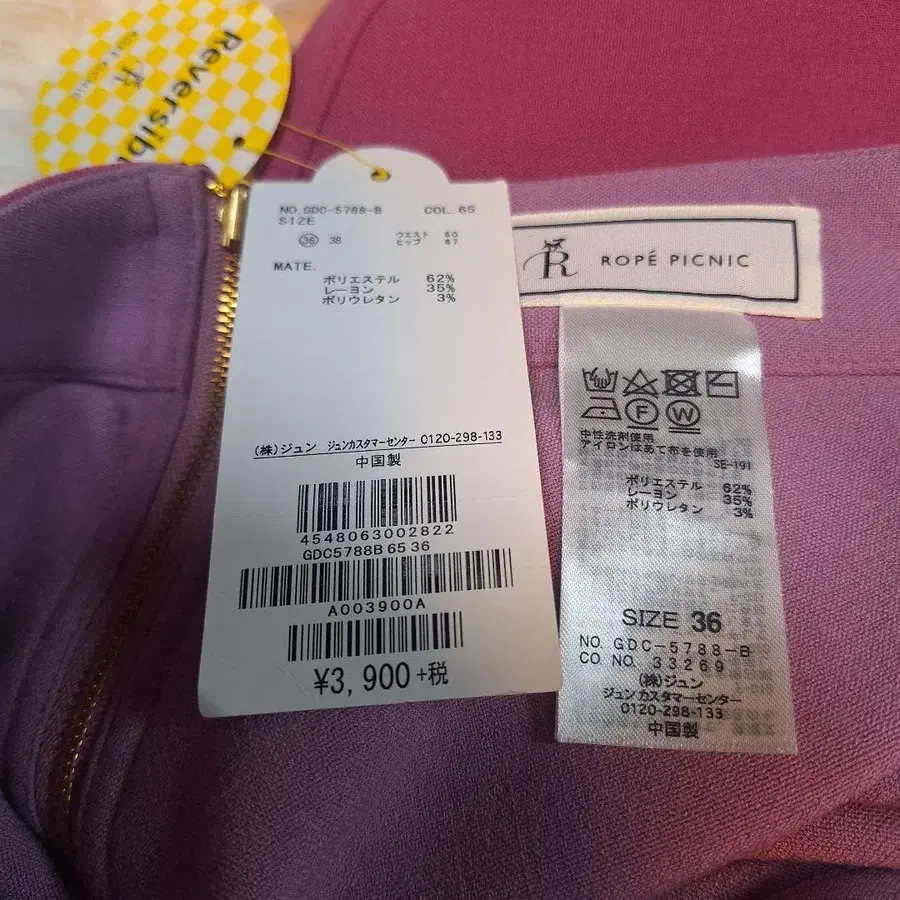 Reversib
NO. GDC-5788-B COL. 65
SIZE
36 38 ウエスト 60
ヒップ 87
MATE.
ポリエステル 62%
レーヨン 35%
ポリウレタン 3%
(株)ジュン ジュンカスタマーセンター 0120-298-133
中国製
4548063002822
GDC5788B 65 36
A003900A
¥3,900+税
R ROPÉ PICNIC
F W
中性洗剤使用
アイロンはあて布を使用
SE-191
ポリエステル 62%
レーヨン 35%
ポリウレタン 3%
SIZE 36
NO. GDC-5788-B
CO. NO. 33269
(株)ジュン
ジュンカスタマーセンター
0120-298-133
中国製